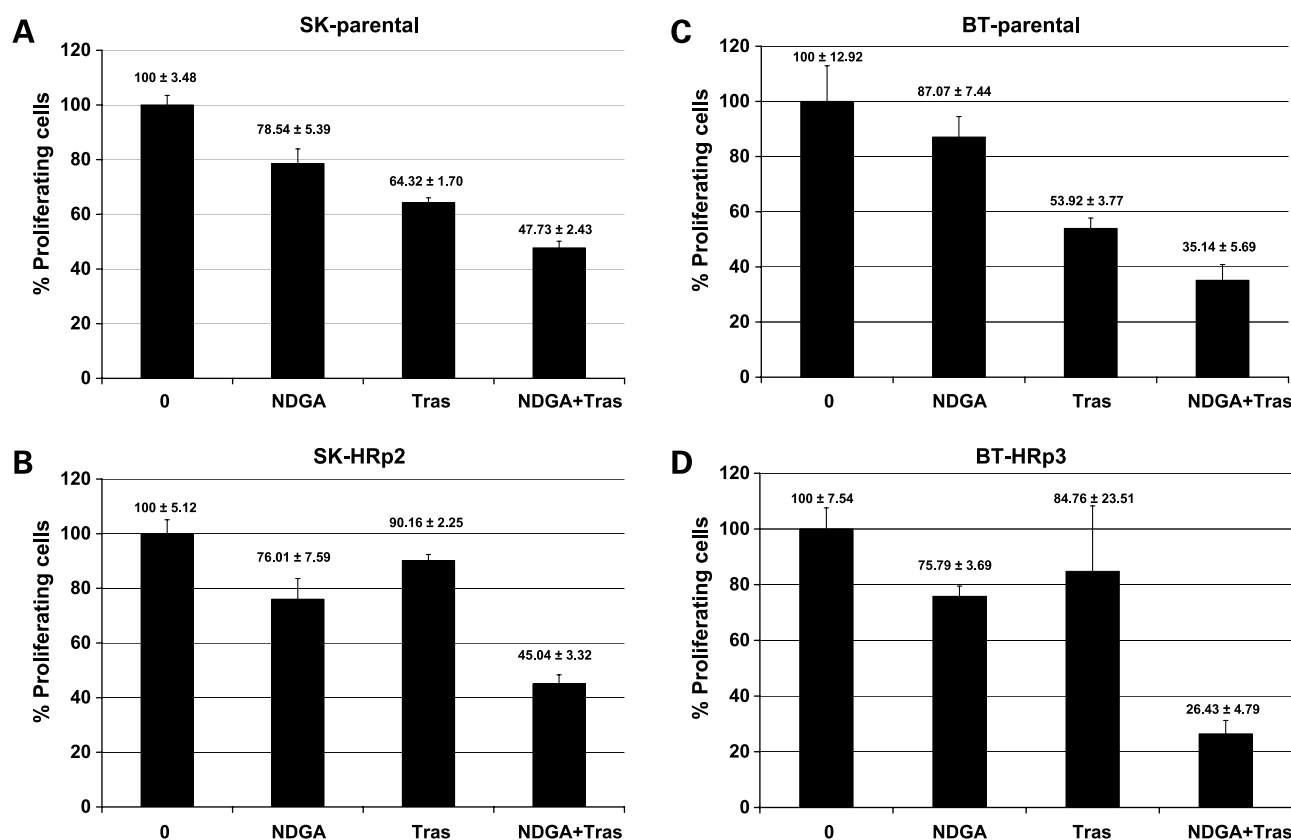 A
SK-parental
% Proliferating cells
120
100
80
60
40
20
0
100 ± 3.48
78.54 ± 5.39
64.32 ± 1.70
47.73 ± 2.43
0 NDGA Tras NDGA+Tras
C
BT-parental
% Proliferating cells
120
100
80
60
40
20
0
100 ± 12.92
87.07 ± 7.44
53.92 ± 3.77
35.14 ± 5.69
0 NDGA Tras NDGA+Tras
B
SK-HRp2
% Proliferating cells
120
100
80
60
40
20
0
100 ± 5.12
76.01 ± 7.59
90.16 ± 2.25
45.04 ± 3.32
0 NDGA Tras NDGA+Tras
D
BT-HRp3
% Proliferating cells
120
100
80
60
40
20
0
100 ± 7.54
75.79 ± 3.69
84.76 ± 23.51
26.43 ± 4.79
0 NDGA Tras NDGA+Tras